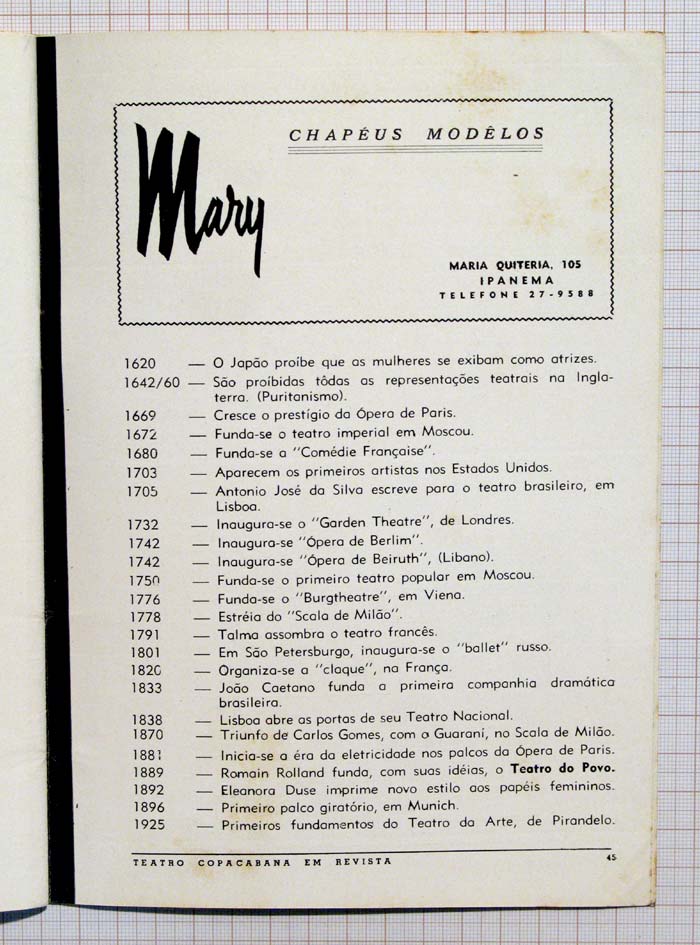 CHAPÉUS MODÊLOS
Mary
MARIA QUITERIA, 105
IPANEMA
TELEFONE 27-9588
1620 — O Japão proíbe que as mulheres se exibam como atrizes.
1642/60 — São proíbidas tôdas as representações teatrais na Ingla-
terra. (Puritanismo).
1669 — Cresce o prestígio da Ópera de Paris.
1672 — Funda-se o teatro imperial em Moscou.
1680 — Funda-se a "Comédie Française".
1703 — Aparecem os primeiros artistas nos Estados Unidos.
1705 — Antonio José da Silva escreve para o teatro brasileiro, em
Lisboa.
1732 — Inaugura-se o "Garden Theatre", de Londres.
1742 — Inaugura-se "Ópera de Berlim".
1742 — Inaugura-se "Ópera de Beiruth", (Libano).
1750 — Funda-se o primeiro teatro popular em Moscou.
1776 — Funda-se o "Burgtheatre", em Viena.
1778 — Estréia do "Scala de Milão".
1791 — Talma assombra o teatro francês.
1801 — Em São Petersburgo, inaugura-se o "ballet" russo.
1820 — Organiza-se a "claque", na França.
1833 — João Caetano funda a primeira companhia dramática
brasileira.
1838 — Lisboa abre as portas de seu Teatro Nacional.
1870 — Triunfo de Carlos Gomes, com o Guarani, no Scala de Milão.
1881 — Inicia-se a éra da eletricidade nos palcos da Ópera de Paris.
1889 — Romain Rolland funda, com suas idéias, o Teatro do Povo.
1892 — Eleanora Duse imprime novo estilo aos papéis femininos.
1896 — Primeiro palco giratório, em Munich.
1925 — Primeiros fundamentos do Teatro da Arte, de Pirandelo.
TEATRO COPACABANA EM REVISTA 45